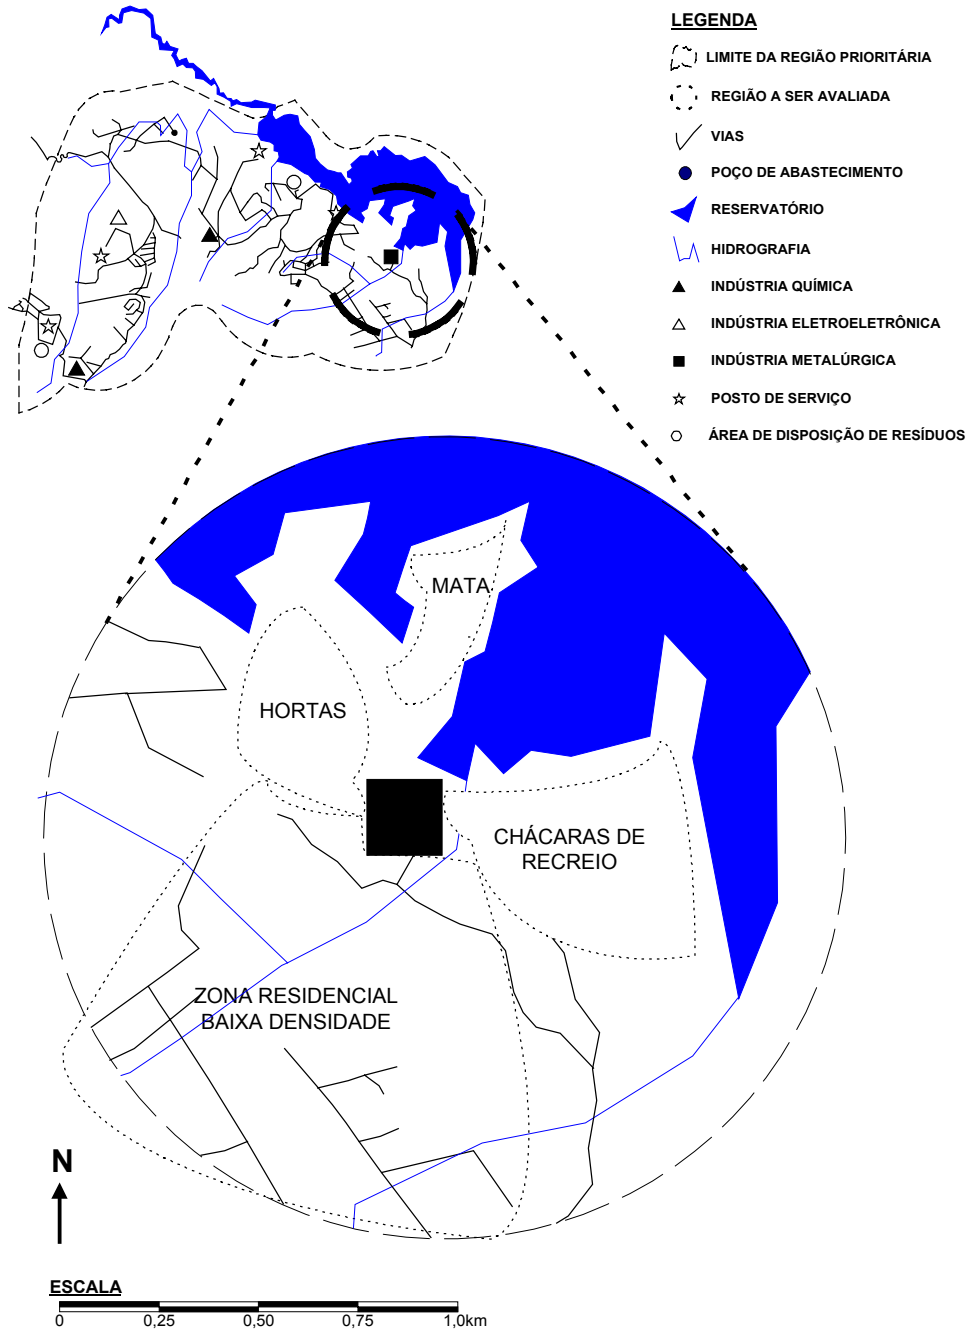 LEGENDA
LIMITE DA REGIÃO PRIORITÁRIA
REGIÃO A SER AVALIADA
VIAS
POÇO DE ABASTECIMENTO
RESERVATÓRIO
HIDROGRAFIA
INDÚSTRIA QUÍMICA
INDÚSTRIA ELETROELETRÔNICA
INDÚSTRIA METALÚRGICA
POSTO DE SERVIÇO
ÁREA DE DISPOSIÇÃO DE RESÍDUOS
MATA
HORTAS
CHÁCARAS DE
RECREIO
ZONA RESIDENCIAL
BAIXA DENSIDADE
N
ESCALA
0 0,25 0,50 0,75 1,0km